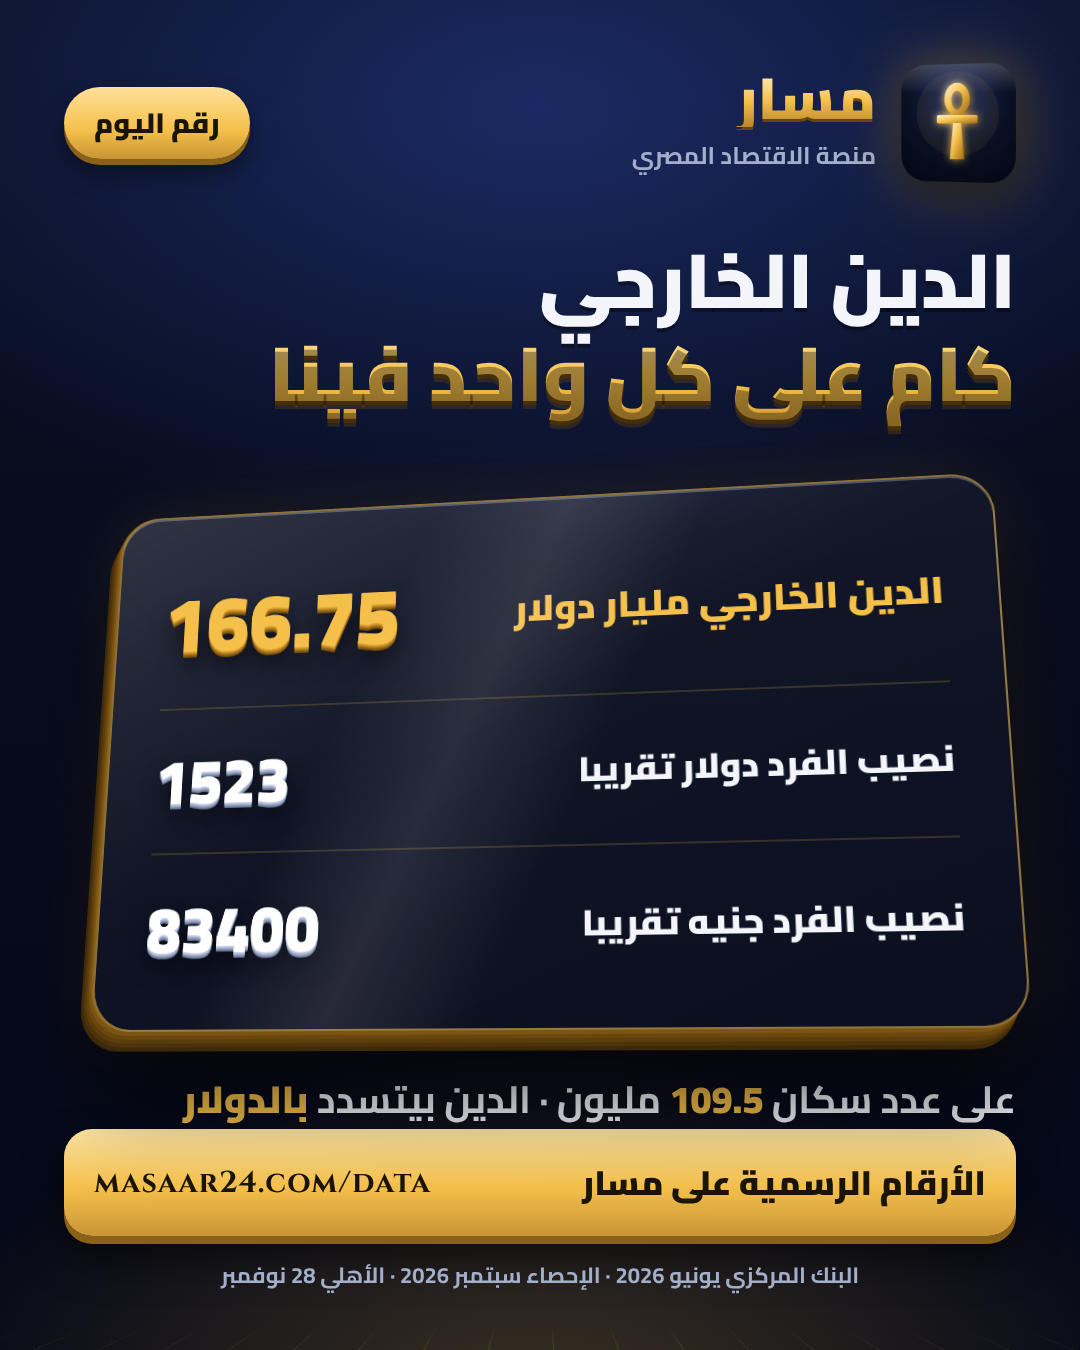 مسار
منصة الاقتصاد المصري
رقم اليوم
الدين الخارجي
كام على كل واحد فينا
الدين الخارجي مليار دولار 166.75
نصيب الفرد دولار تقريبا 1523
نصيب الفرد جنيه تقريبا 83400
على عدد سكان 109.5 مليون · الدين بيتسدد بالدولار
الأرقام الرسمية على مسار MASAAR24.COM/DATA
البنك المركزي يونيو 2026 · الإحصاء سبتمبر 2026 · الأهلي 28 نوفمبر